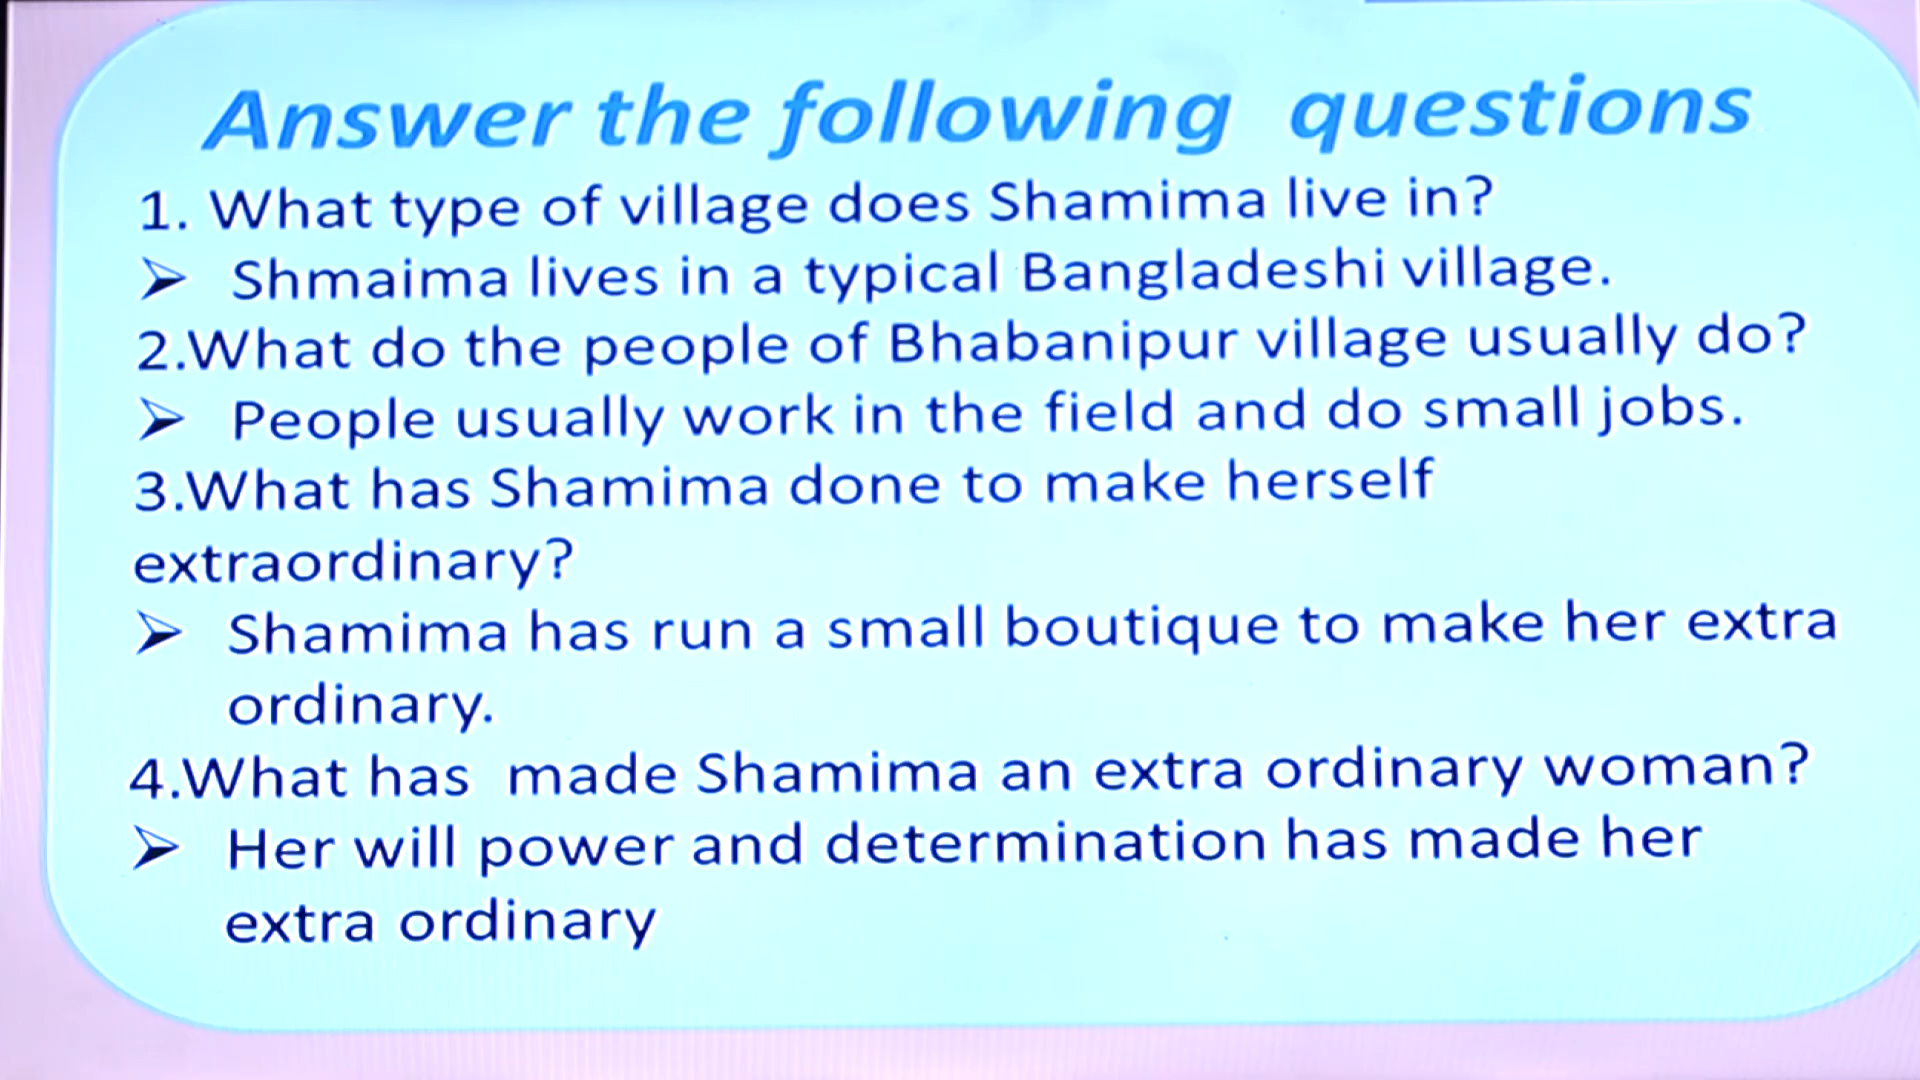 Answer the following questions
1. What type of village does Shamima live in?
➢ Shmaima lives in a typical Bangladeshi village.
2.What do the people of Bhabanipur village usually do?
➢ People usually work in the field and do small jobs.
3.What has Shamima done to make herself
extraordinary?
➢ Shamima has run a small boutique to make her extra
ordinary.
4.What has made Shamima an extra ordinary woman?
➢ Her will power and determination has made her
extra ordinary